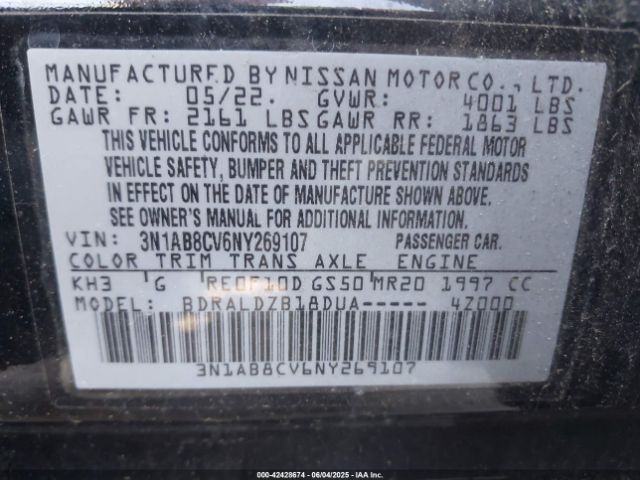 MANUFACTURED BY NISSAN MOTOR CO., LTD.
DATE: 05/22. GVWR: 4001 LBS
GAWR FR: 2161 LBS GAWR RR: 1863 LBS
THIS VEHICLE CONFORMS TO ALL APPLICABLE FEDERAL MOTOR
VEHICLE SAFETY, BUMPER AND THEFT PREVENTION STANDARDS
IN EFFECT ON THE DATE OF MANUFACTURE SHOWN ABOVE.
SEE OWNER'S MANUAL FOR ADDITIONAL INFORMATION.
VIN: 3N1AB8CV6NY269107 PASSENGER CAR.
COLOR TRIM TRANS AXLE ENGINE
KH3 G RE0F10D GS50 MR20 1997 CC
MODEL: BDRALDZB18DUA----- 4Z000
3N1AB8CV6NY269107
000-42428674 - 06/04/2025 - IAA Inc.